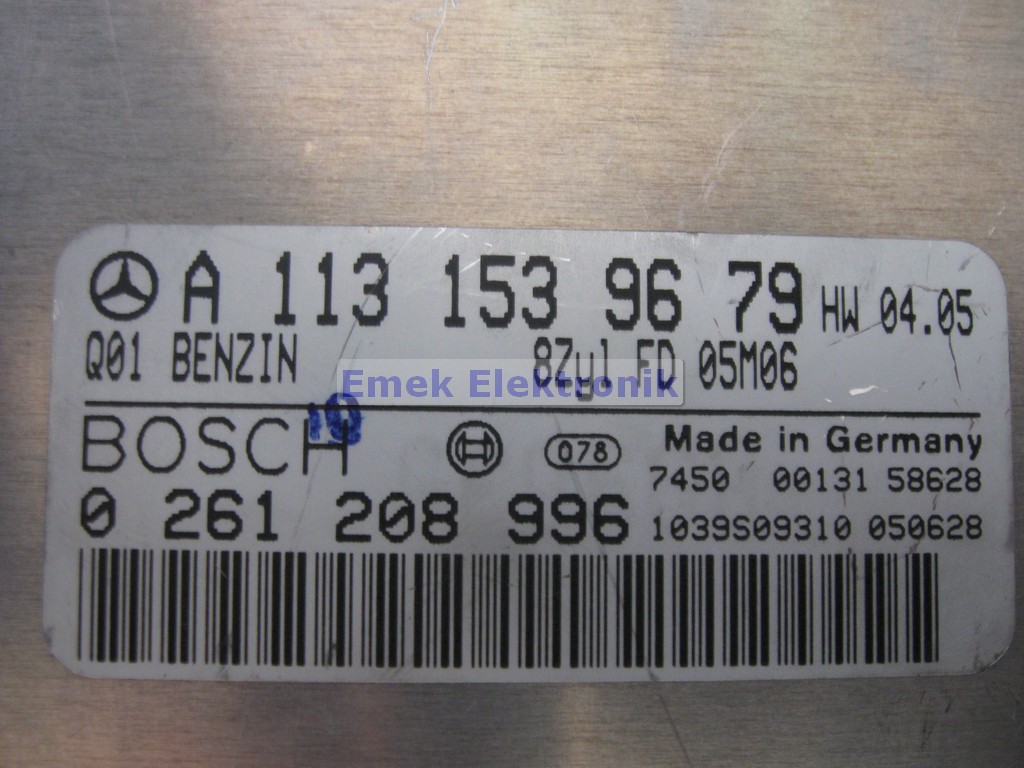 A 113 153 96 79 HW 04.05
Q01 BENZIN 8Zyl FD 05M06
Emek Elektronik
BOSCH 078 Made in Germany
7450 00131 58628
0 261 208 996 1039S09310 050628